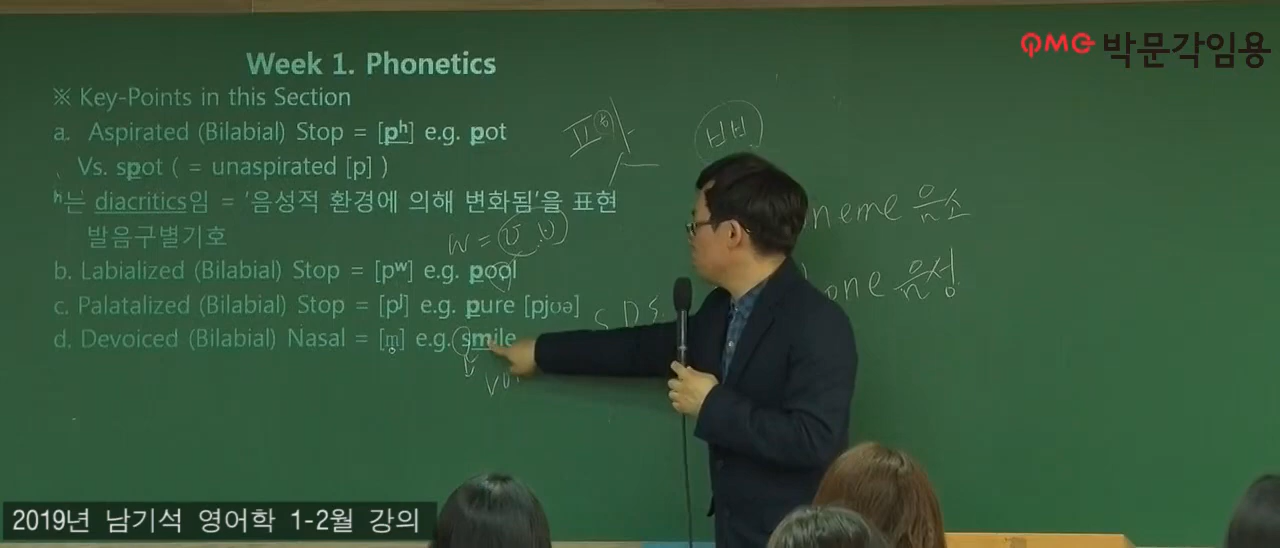 박문각임용
Week 1. Phonetics
※ Key-Points in this Section
a. Aspirated (Bilabial) Stop = [pʰ] e.g. pot
Vs. spot ( = unaspirated [p] )
ʰ는 diacritics임 = '음성적 환경에 의해 변화됨'을 표현
발음구별기호
w =
b. Labialized (Bilabial) Stop = [pʷ] e.g. pool
c. Palatalized (Bilabial) Stop = [pʲ] e.g. pure [pjʊə]
d. Devoiced (Bilabial) Nasal = [m̥] e.g. smile
음소
음성
2019년 남기석 영어학 1-2월 강의